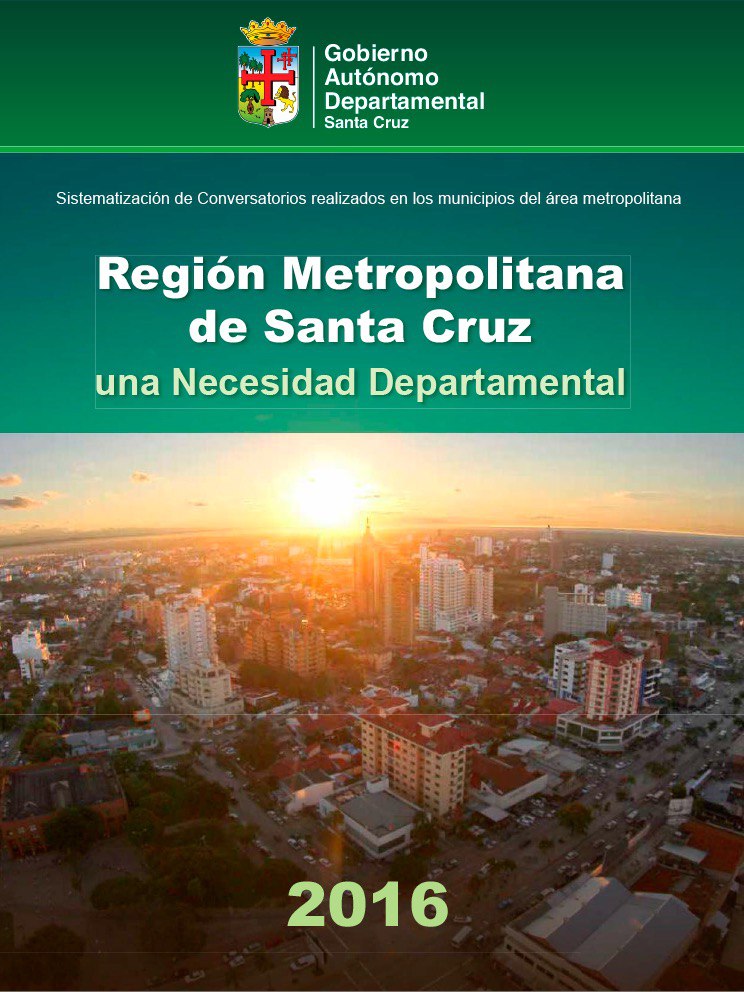 Gobierno
Autónomo
Departamental
Santa Cruz
Sistematización de Conversatorios realizados en los municipios del área metropolitana
Región Metropolitana
de Santa Cruz
una Necesidad Departamental
2016